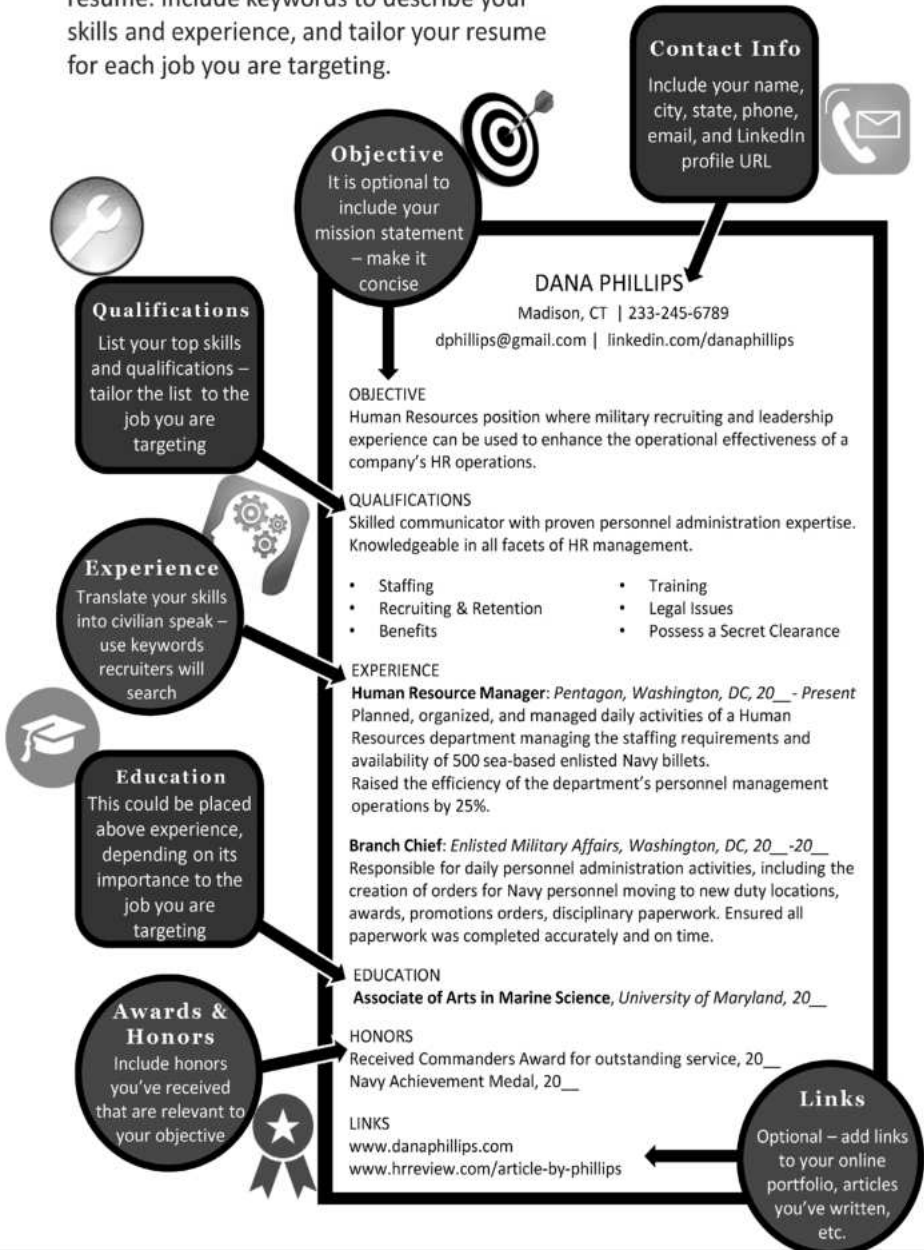 resume. Include keywords to describe your
skills and experience, and tailor your resume
for each job you are targeting.
Contact Info
Include your name,
city, state, phone,
email, and LinkedIn
profile URL
Objective
It is optional to
include your
mission statement
– make it
concise
Qualifications
List your top skills
and qualifications –
tailor the list to the
job you are
targeting
Experience
Translate your skills
into civilian speak –
use keywords
recruiters will
search
Education
This could be placed
above experience,
depending on its
importance to the
job you are
targeting
Awards &
Honors
Include honors
you've received
that are relevant to
your objective
DANA PHILLIPS
Madison, CT | 233-245-6789
dphillips@gmail.com | linkedin.com/danaphillips
OBJECTIVE
Human Resources position where military recruiting and leadership
experience can be used to enhance the operational effectiveness of a
company's HR operations.
QUALIFICATIONS
Skilled communicator with proven personnel administration expertise.
Knowledgeable in all facets of HR management.
• Staffing
• Recruiting & Retention
• Benefits
• Training
• Legal Issues
• Possess a Secret Clearance
EXPERIENCE
Human Resource Manager: Pentagon, Washington, DC, 20__- Present
Planned, organized, and managed daily activities of a Human
Resources department managing the staffing requirements and
availability of 500 sea-based enlisted Navy billets.
Raised the efficiency of the department's personnel management
operations by 25%.
Branch Chief: Enlisted Military Affairs, Washington, DC, 20__-20__
Responsible for daily personnel administration activities, including the
creation of orders for Navy personnel moving to new duty locations,
awards, promotions orders, disciplinary paperwork. Ensured all
paperwork was completed accurately and on time.
EDUCATION
Associate of Arts in Marine Science, University of Maryland, 20__
HONORS
Received Commanders Award for outstanding service, 20__
Navy Achievement Medal, 20__
LINKS
www.danaphillips.com
www.hrreview.com/article-by-phillips
Links
Optional – add links
to your online
portfolio, articles
you've written,
etc.